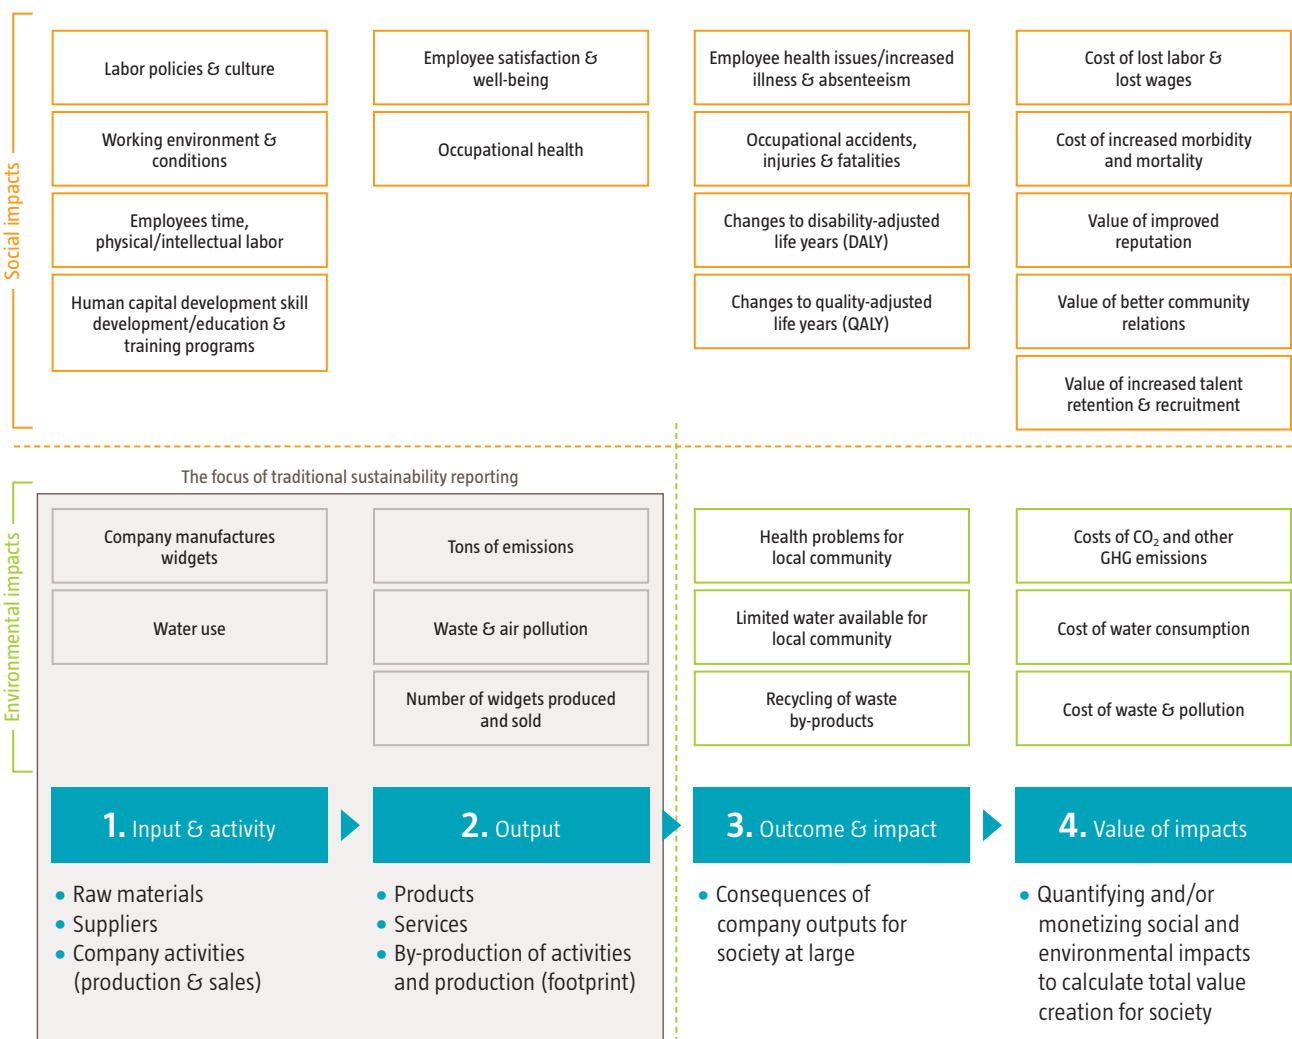 Social impacts
Labor policies & culture
Working environment &
conditions
Employees time,
physical/intellectual labor
Human capital development skill
development/education &
training programs
Employee satisfaction &
well-being
Occupational health
Employee health issues/increased
illness & absenteeism
Occupational accidents,
injuries & fatalities
Changes to disability-adjusted
life years (DALY)
Changes to quality-adjusted
life years (QALY)
Cost of lost labor &
lost wages
Cost of increased morbidity
and mortality
Value of improved
reputation
Value of better community
relations
Value of increased talent
retention & recruitment
Environmental impacts
The focus of traditional sustainability reporting
Company manufactures
widgets
Water use
Tons of emissions
Waste & air pollution
Number of widgets produced
and sold
Health problems for
local community
Limited water available for
local community
Recycling of waste
by-products
Costs of CO₂ and other
GHG emissions
Cost of water consumption
Cost of waste & pollution
1. Input & activity
• Raw materials
• Suppliers
• Company activities
(production & sales)
2. Output
• Products
• Services
• By-production of activities
and production (footprint)
3. Outcome & impact
• Consequences of
company outputs for
society at large
4. Value of impacts
• Quantifying and/or
monetizing social and
environmental impacts
to calculate total value
creation for society